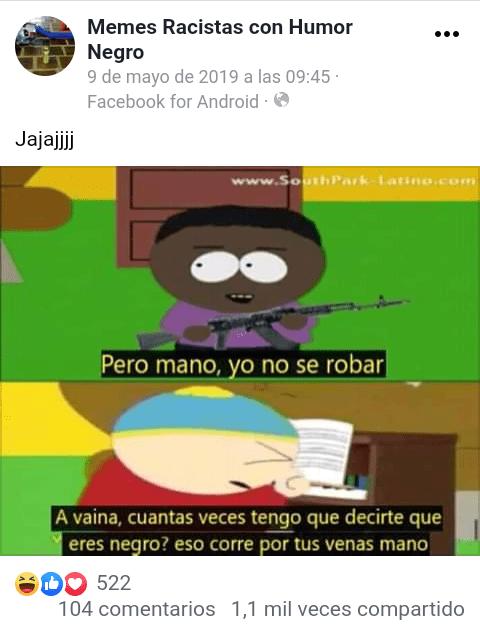 Memes Racistas con Humor
Negro
9 de mayo de 2019 a las 09:45 ·
Facebook for Android ·
Jajajjjj
www.SouthPark-Latino.com
Pero mano, yo no se robar
A vaina, cuantas veces tengo que decirte que
eres negro? eso corre por tus venas mano
522
104 comentarios 1,1 mil veces compartido